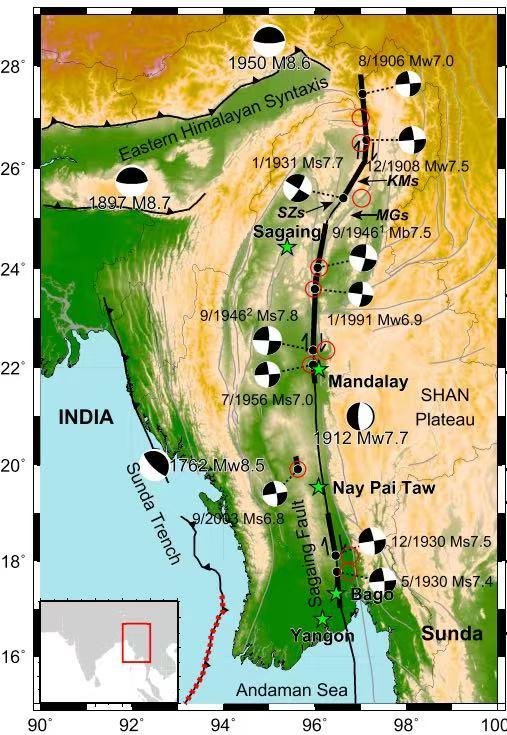 1950 M8.6
8/1906 Mw7.0
28°
Eastern Himalayan Syntaxis
12/1908 Mw7.5
26°
1/1931 Ms7.7
KMs
1897 M8.7
SZs
MGs
Sagaing
9/1946¹ Mb7.5
24°
9/1946² Ms7.8
1/1991 Mw6.9
22°
Mandalay
7/1956 Ms7.0
SHAN
Plateau
INDIA
1912 Mw7.7
20°
1762 Mw8.5
Nay Pai Taw
Sunda Trench
9/2003 Ms6.8
Sagaing Fault
12/1930 Ms7.5
18°
5/1930 Ms7.4
Bago
Yangon
Sunda
16°
Andaman Sea
90° 92° 94° 96° 98° 100